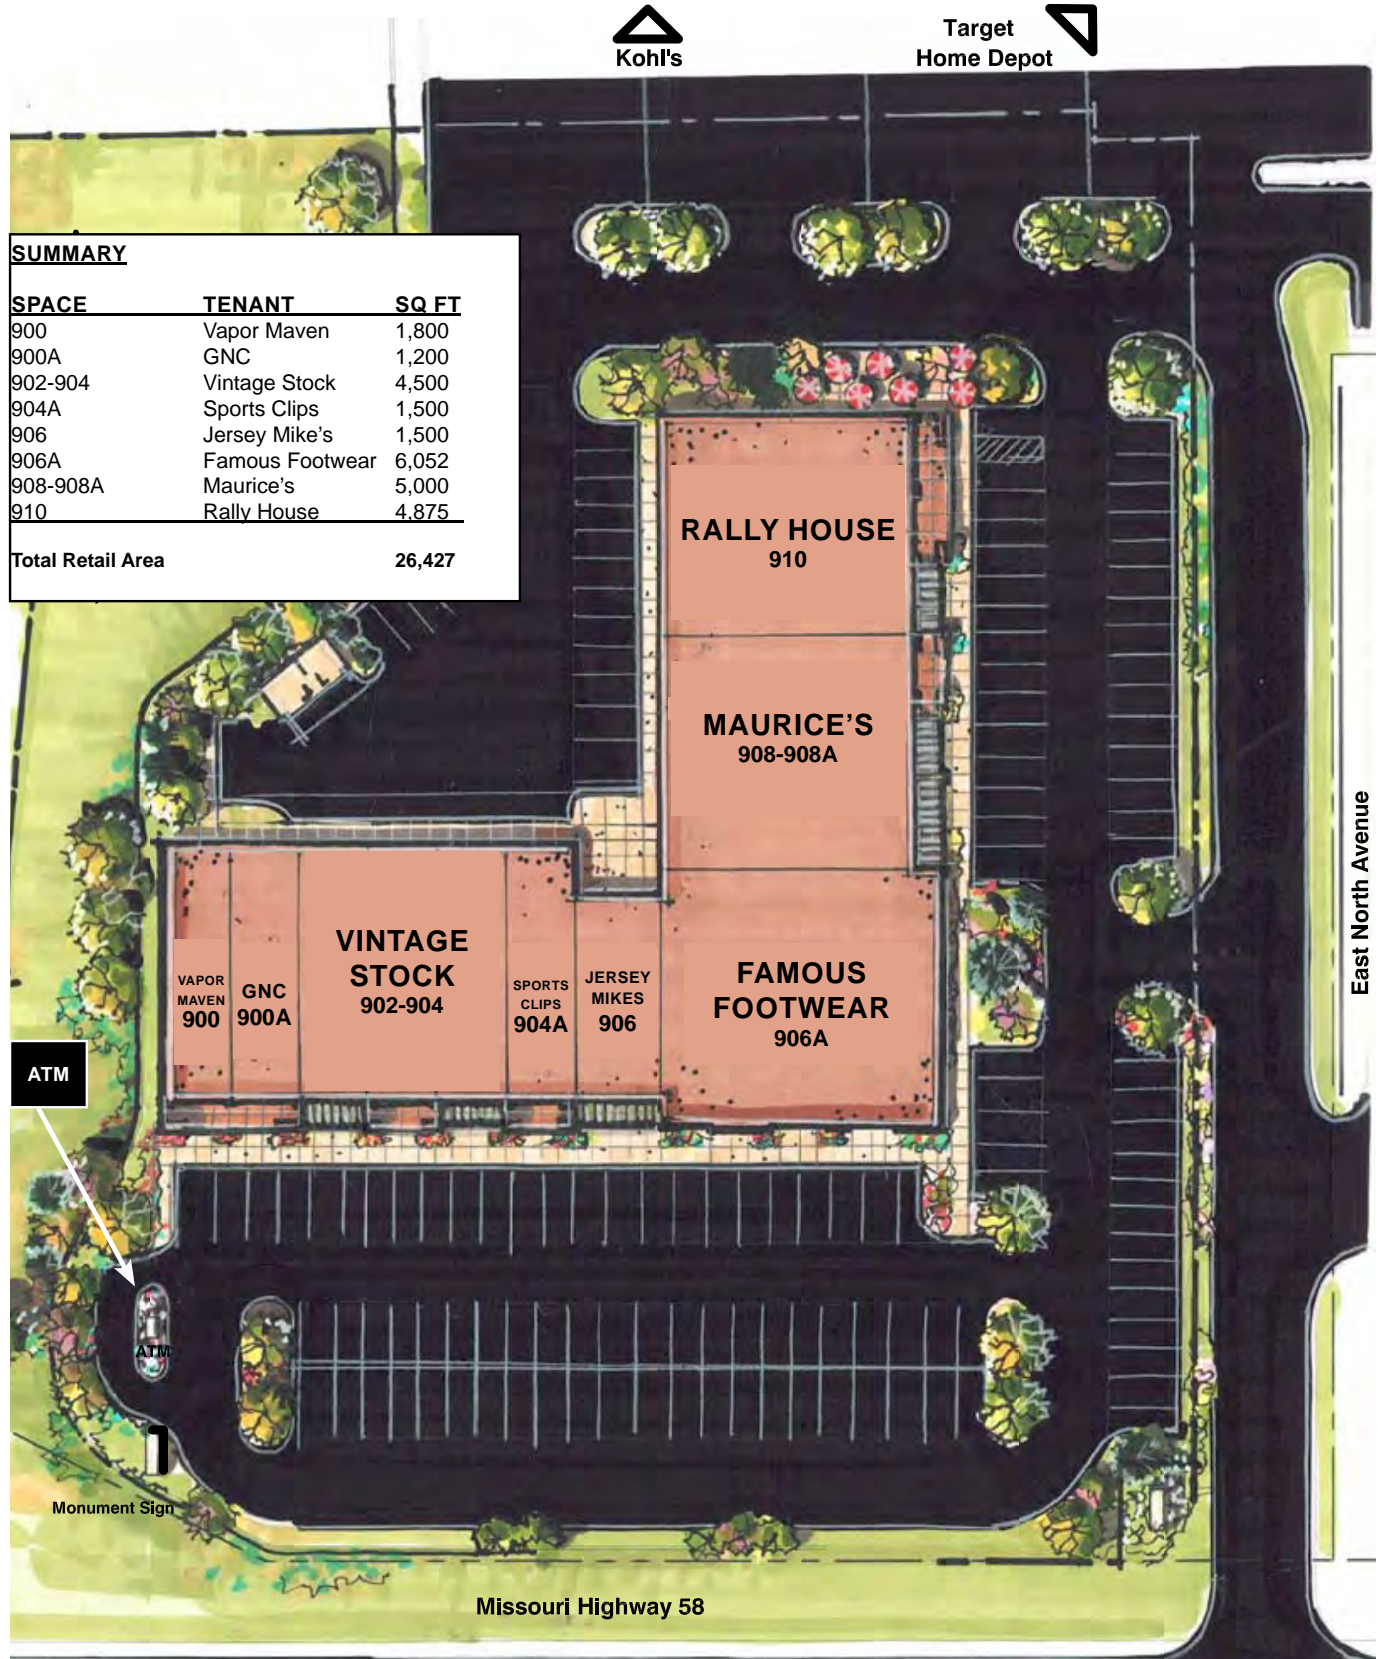 Kohl's
Target
Home Depot
SUMMARY
SPACE TENANT SQ FT
900 Vapor Maven 1,800
900A GNC 1,200
902-904 Vintage Stock 4,500
904A Sports Clips 1,500
906 Jersey Mike's 1,500
906A Famous Footwear 6,052
908-908A Maurice's 5,000
910 Rally House 4,875
Total Retail Area 26,427
RALLY HOUSE
910
MAURICE’S
908-908A
VINTAGE
STOCK
902-904
VAPOR
MAVEN
900
GNC
900A
SPORTS
CLIPS
904A
JERSEY
MIKES
906
FAMOUS
FOOTWEAR
906A
East North Avenue
ATM
ATM
Monument Sign
Missouri Highway 58